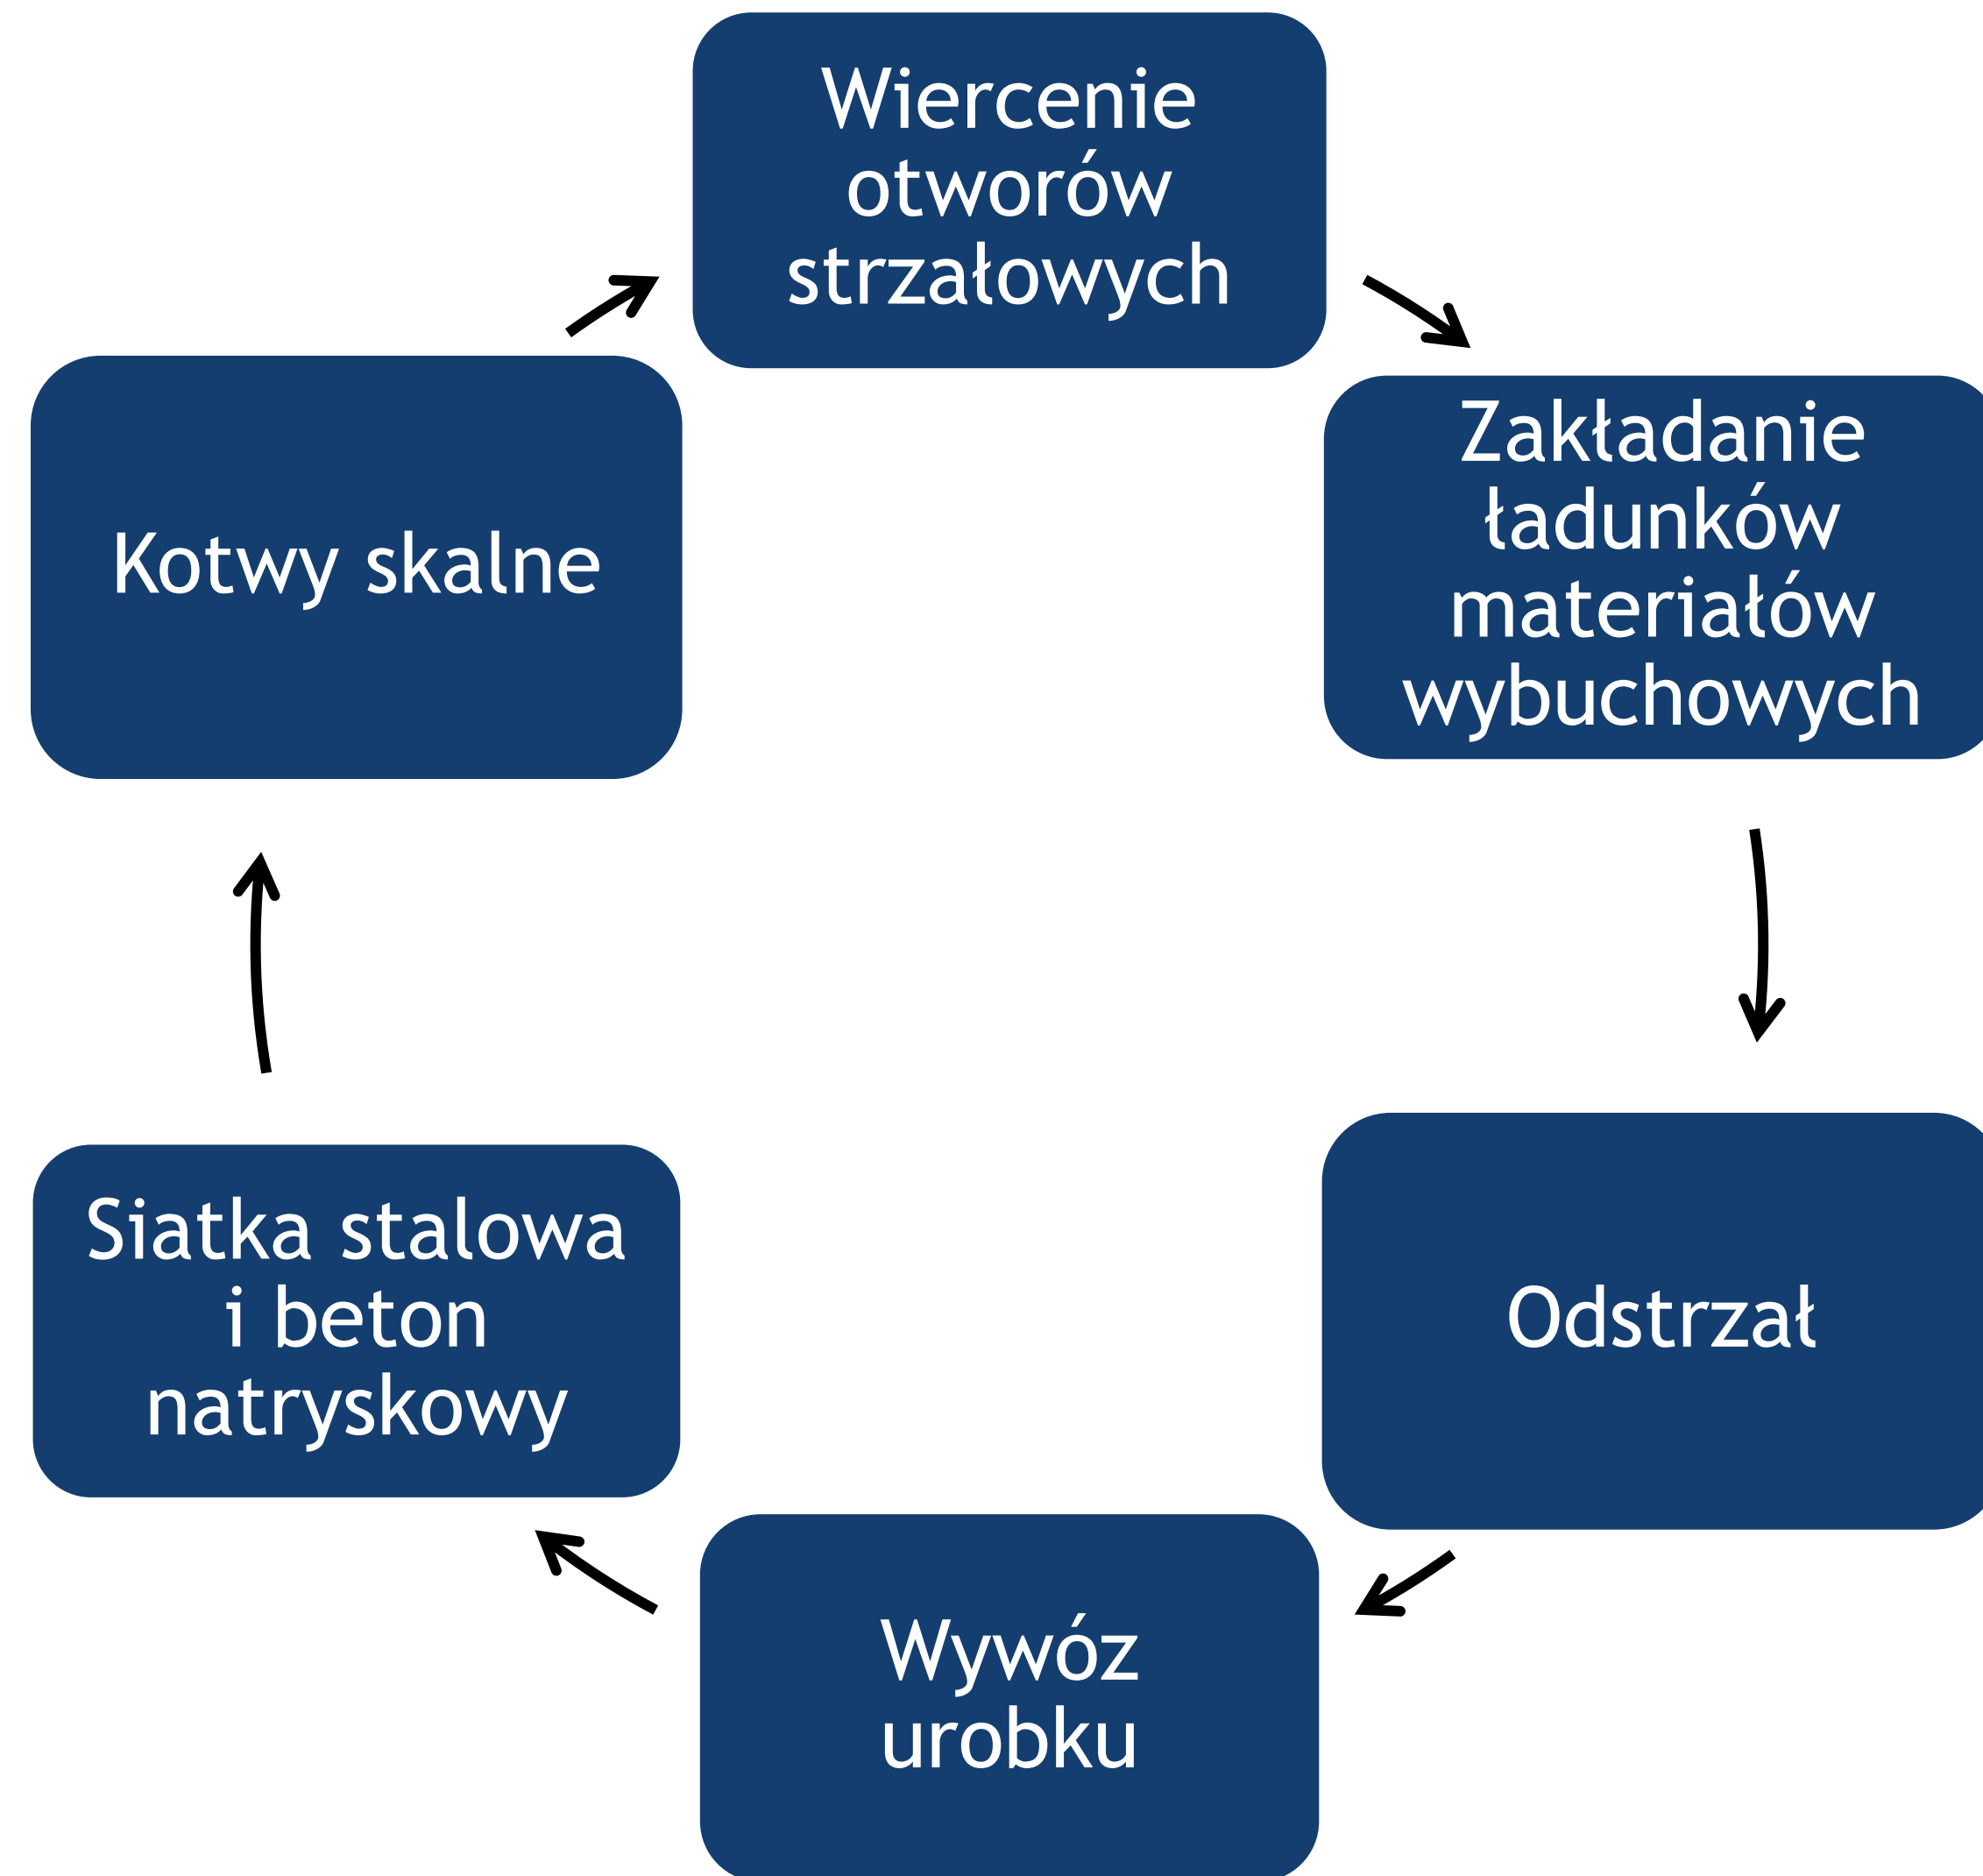 Wiercenie
otworów
strzałowych
Zakładanie
ładunków
materiałów
wybuchowych
Odstrzał
Wywóz
urobku
Siatka stalowa
i beton
natryskowy
Kotwy skalne